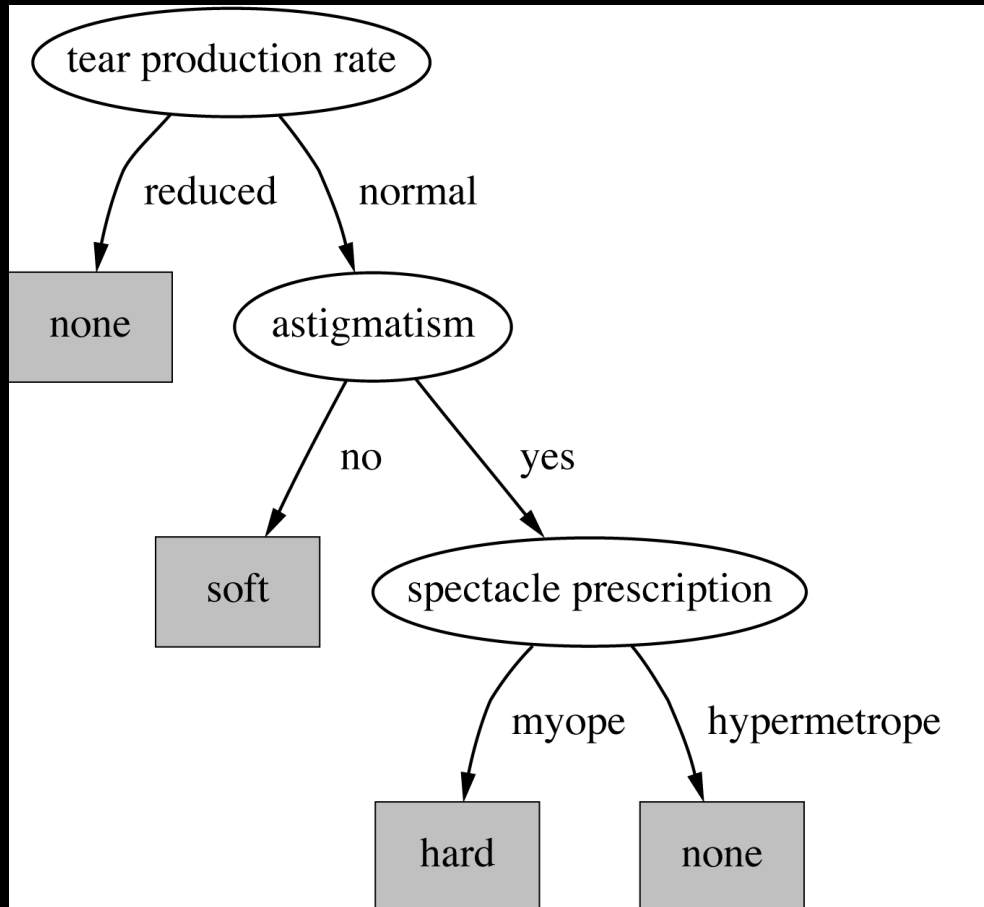 tear production rate
reduced
normal
none
astigmatism
no
yes
soft
spectacle prescription
myope
hypermetrope
hard
none